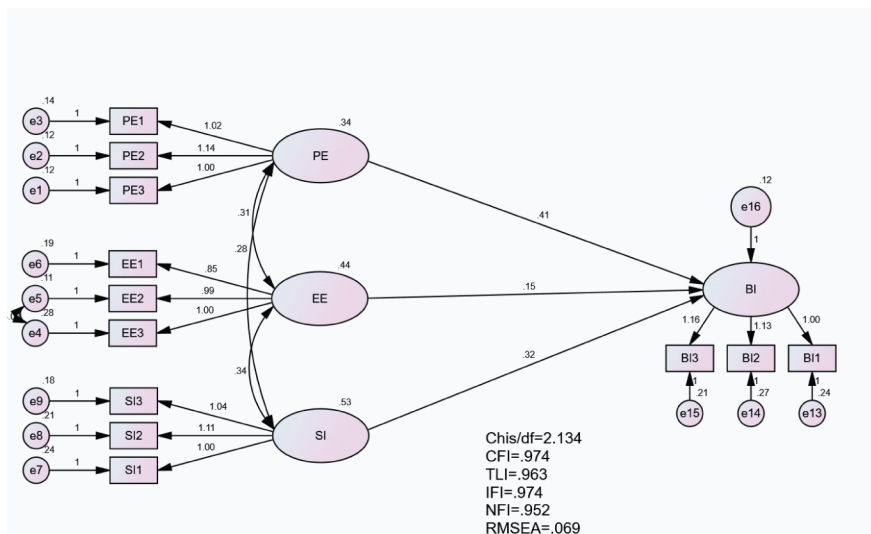 .14
e3 1 PE1
.12
e2 1 PE2
.12
e1 1 PE3
1.02
1.14
1.00
.34
PE
.19
e6 1 EE1
.11
e5 1 EE2
.28
e4 1 EE3
.85
.99
1.00
.44
EE
.18
e9 1 SI3
.21
e8 1 SI2
.24
e7 1 SI1
1.04
1.11
1.00
.53
SI
.31
.28
.34
.41
.15
.32
.12
e16
1
BI
1.16 1.13 1.00
BI3 BI2 BI1
1 1 1
.21 .27 .24
e15 e14 e13
Chis/df=2.134
CFI=.974
TLI=.963
IFI=.974
NFI=.952
RMSEA=.069